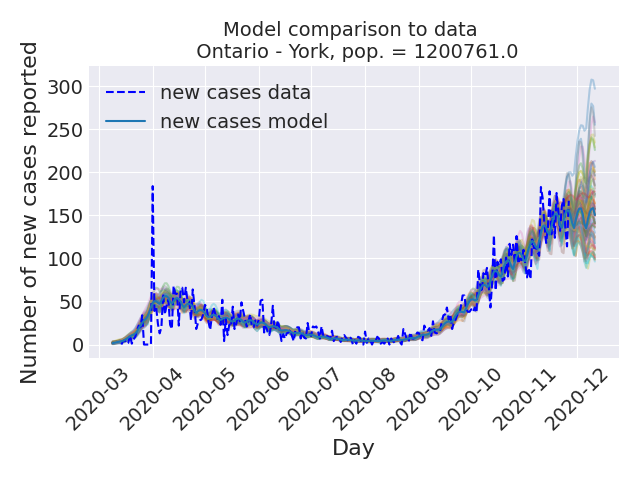 Model comparison to data
Ontario - York, pop. = 1200761.0
Number of new cases reported
300
250
200
150
100
50
0
new cases data
new cases model
2020-03
2020-04
2020-05
2020-06
2020-07
2020-08
2020-09
2020-10
2020-11
2020-12
Day